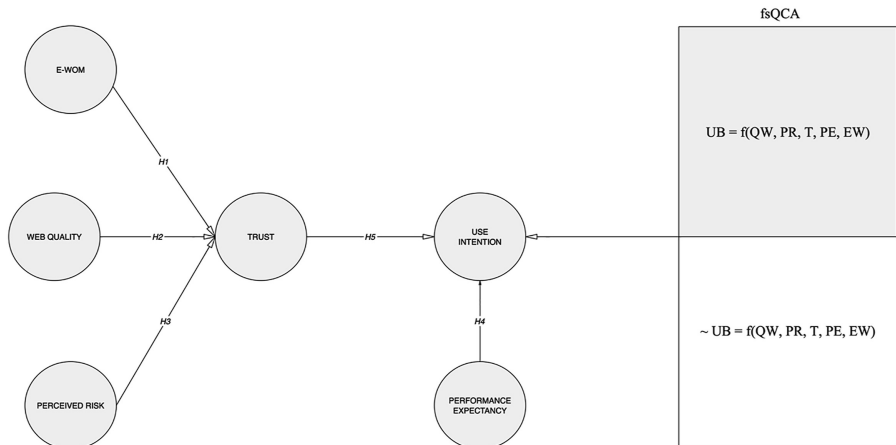 fsQCA
E-WOM
UB = f(QW, PR, T, PE, EW)
H1
WEB QUALITY
H2
TRUST
H5
USE
INTENTION
H3
H4
~ UB = f(QW, PR, T, PE, EW)
PERCEIVED RISK
PERFORMANCE
EXPECTANCY